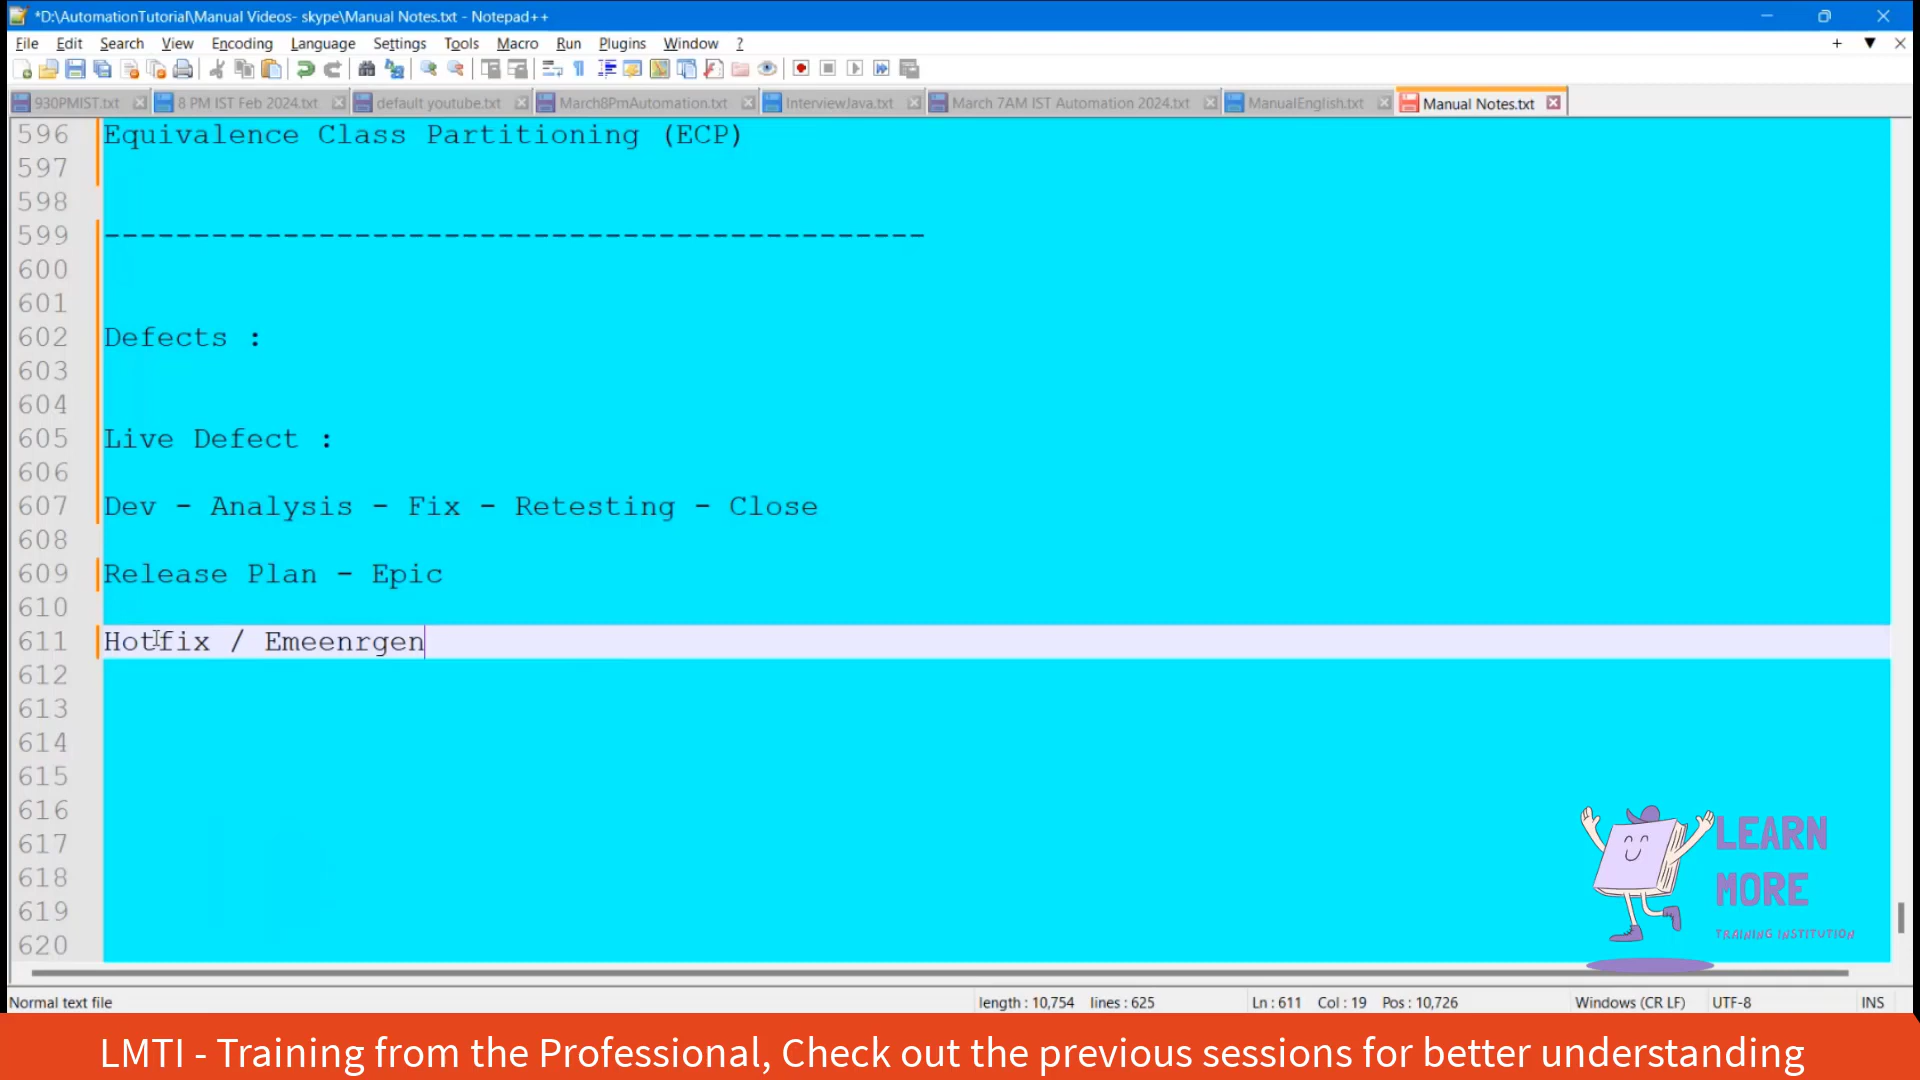 *D:\AutomationTutorial\Manual Videos- skype\Manual Notes.txt - Notepad++
File Edit Search View Encoding Language Settings Tools Macro Run Plugins Window ?
930PMIST.txt 8 PM IST Feb 2024.txt default youtube.txt March8PmAutomation.txt InterviewJava.txt March 7AM IST Automation 2024.txt ManualEnglish.txt Manual Notes.txt
596 Equivalence Class Partitioning (ECP)
597
598
599 ----------------------------------------------
600
601
602 Defects :
603
604
605 Live Defect :
606
607 Dev - Analysis - Fix - Retesting - Close
608
609 Release Plan - Epic
610
611 Hotfix / Emeenrgen
612
613
614
615
616
617
618
619
620
LEARN
MORE
TRAINING INSTITUTION
Normal text file length : 10,754 lines : 625 Ln : 611 Col : 19 Pos : 10,726 Windows (CR LF) UTF-8 INS
LMTI - Training from the Professional, Check out the previous sessions for better understanding